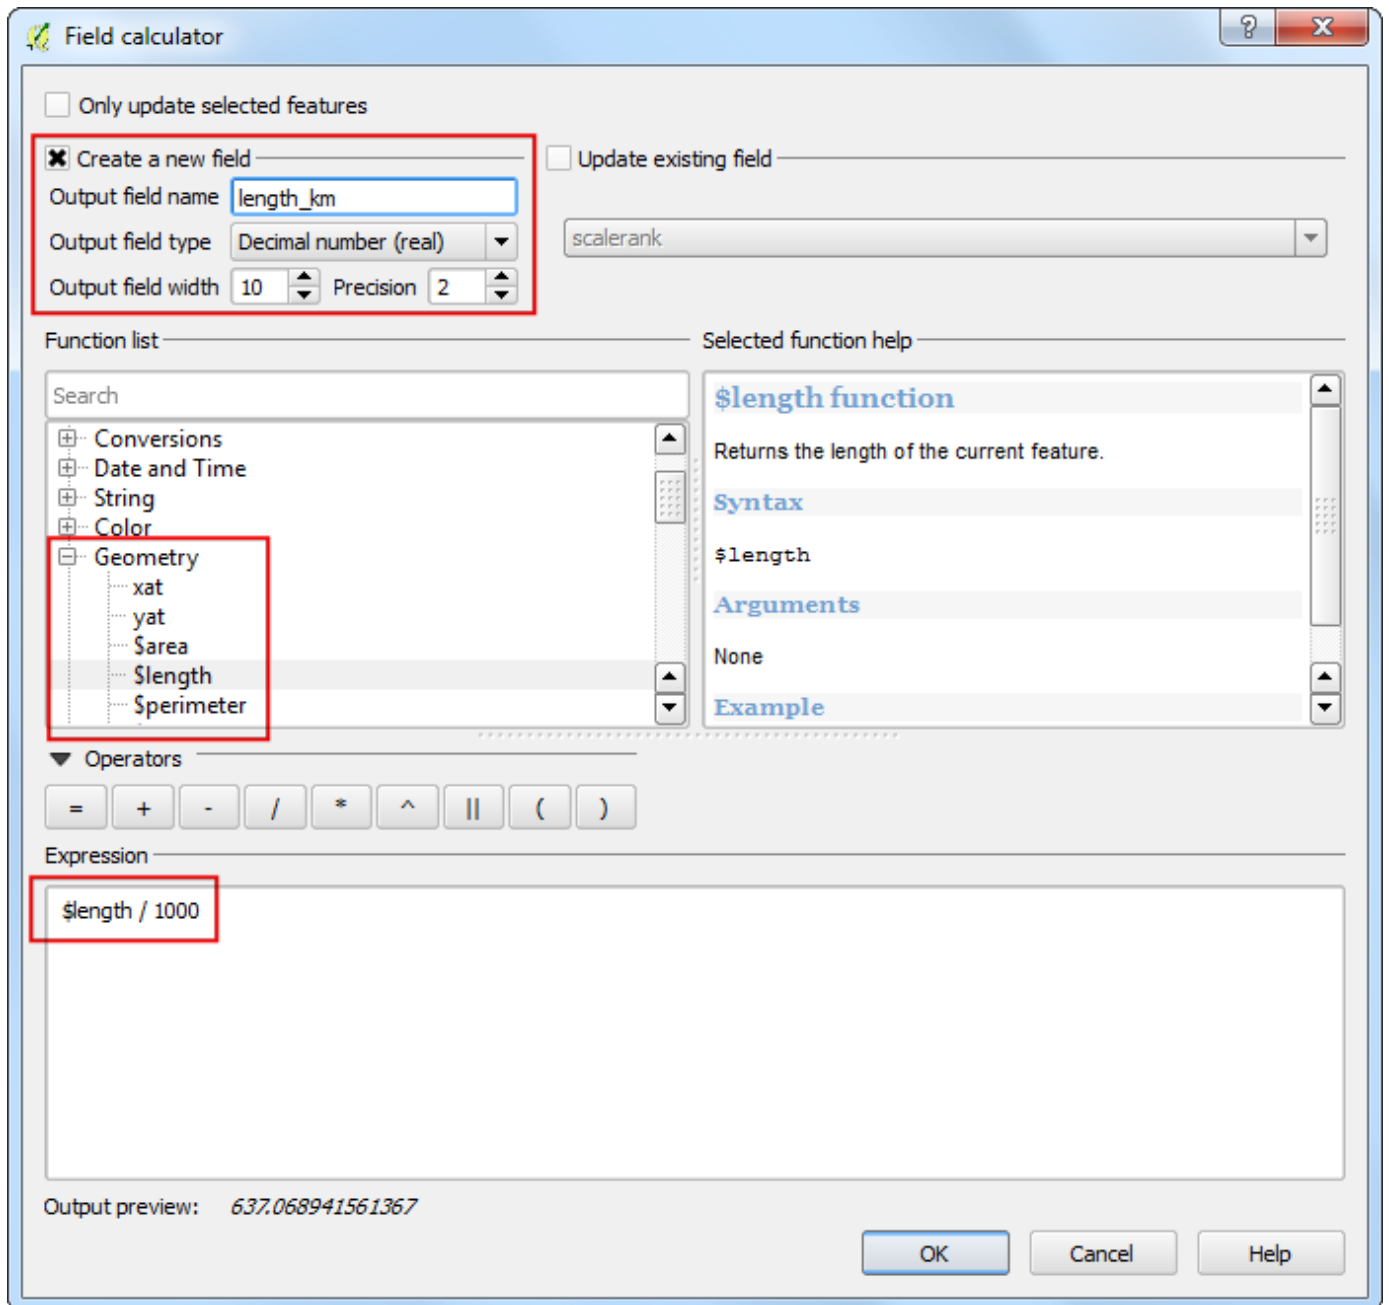 Field calculator
?
X
Only update selected features
Create a new field
Output field name length_km
Output field type Decimal number (real)
Output field width 10 Precision 2
Update existing field
scalerank
Function list
Search
Conversions
Date and Time
String
Color
Geometry
xat
yat
$area
$length
$perimeter
Selected function help
$length function
Returns the length of the current feature.
Syntax
$length
Arguments
None
Example
Operators
= + - / * ^ || ( )
Expression
$length / 1000
Output preview: 637.068941561367
OK Cancel Help